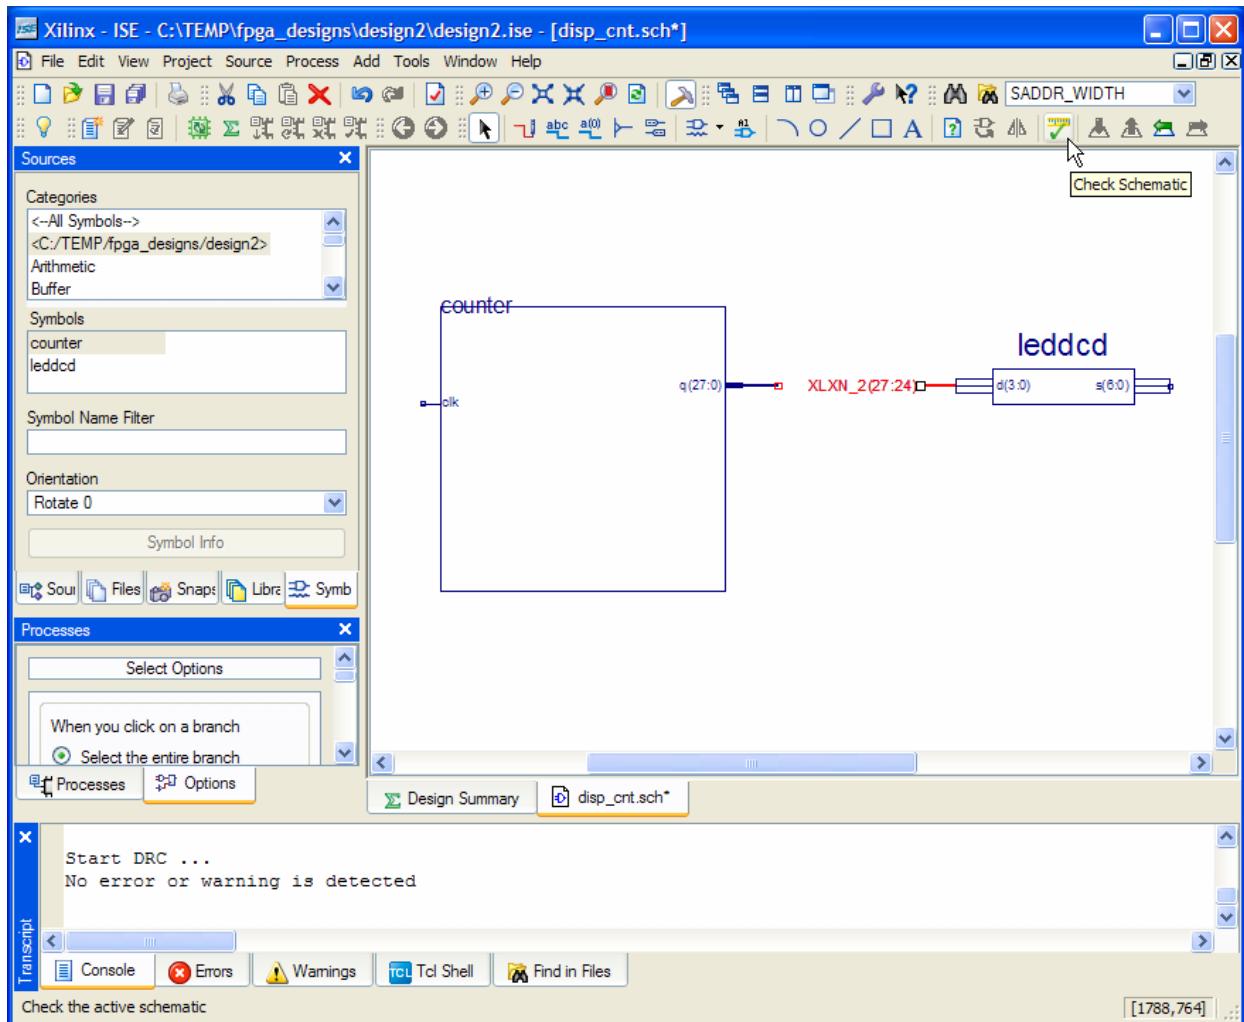 Xilinx - ISE - C:\TEMP\fpga_designs\design2\design2.ise - [disp_cnt.sch*]
File Edit View Project Source Process Add Tools Window Help
SADDR_WIDTH
abc a(0)
A
Sources
Check Schematic
Categories
<--All Symbols-->
<C:/TEMP/fpga_designs/design2>
Arithmetic
Buffer
Symbols
counter
leddcd
Symbol Name Filter
Orientation
Rotate 0
Symbol Info
Sour Files Snaps Libra Symb
counter
q(27:0)
clk
XLXN_2(27:24)
leddcd
d(3:0) s(6:0)
Processes
Select Options
When you click on a branch
Select the entire branch
Processes Options
Design Summary disp_cnt.sch*
Start DRC ...
No error or warning is detected
Transcript
Console Errors Warnings TCL Tcl Shell Find in Files
Check the active schematic [1788,764]